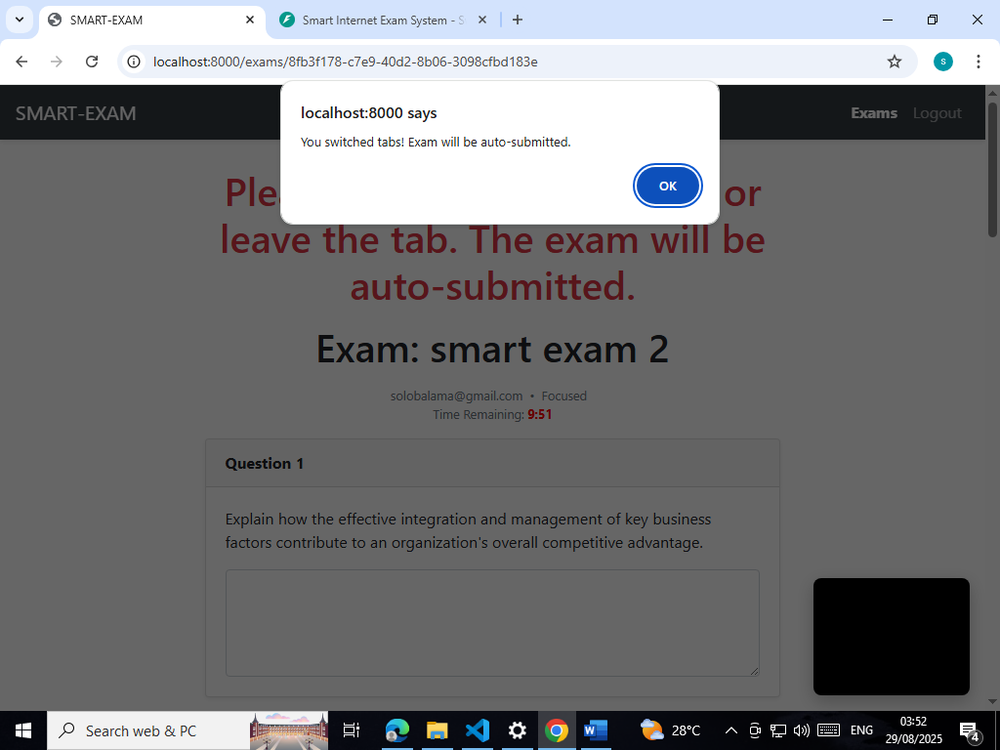 SMART-EXAM
Smart Internet Exam System - S
localhost:8000/exams/8fb3f178-c7e9-40d2-8b06-3098cfbd183e
s
localhost:8000 says
You switched tabs! Exam will be auto-submitted.
OK
SMART-EXAM
Exams Logout
or
leave the tab. The exam will be
auto-submitted.
Exam: smart exam 2
solobalama@gmail.com • Focused
Time Remaining: 9:51
Question 1
Explain how the effective integration and management of key business
factors contribute to an organization's overall competitive advantage.
Search web & PC
28°C
ENG
03:52
29/08/2025
4